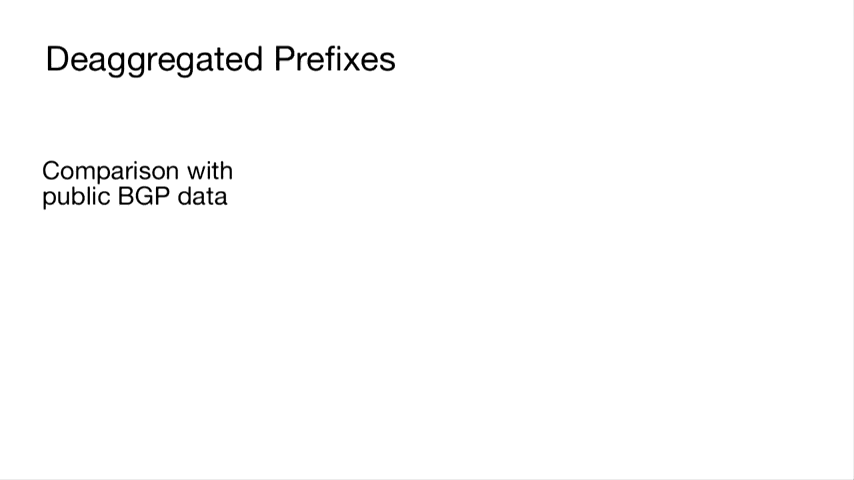 Deaggregated Prefixes
Comparison with
public BGP data